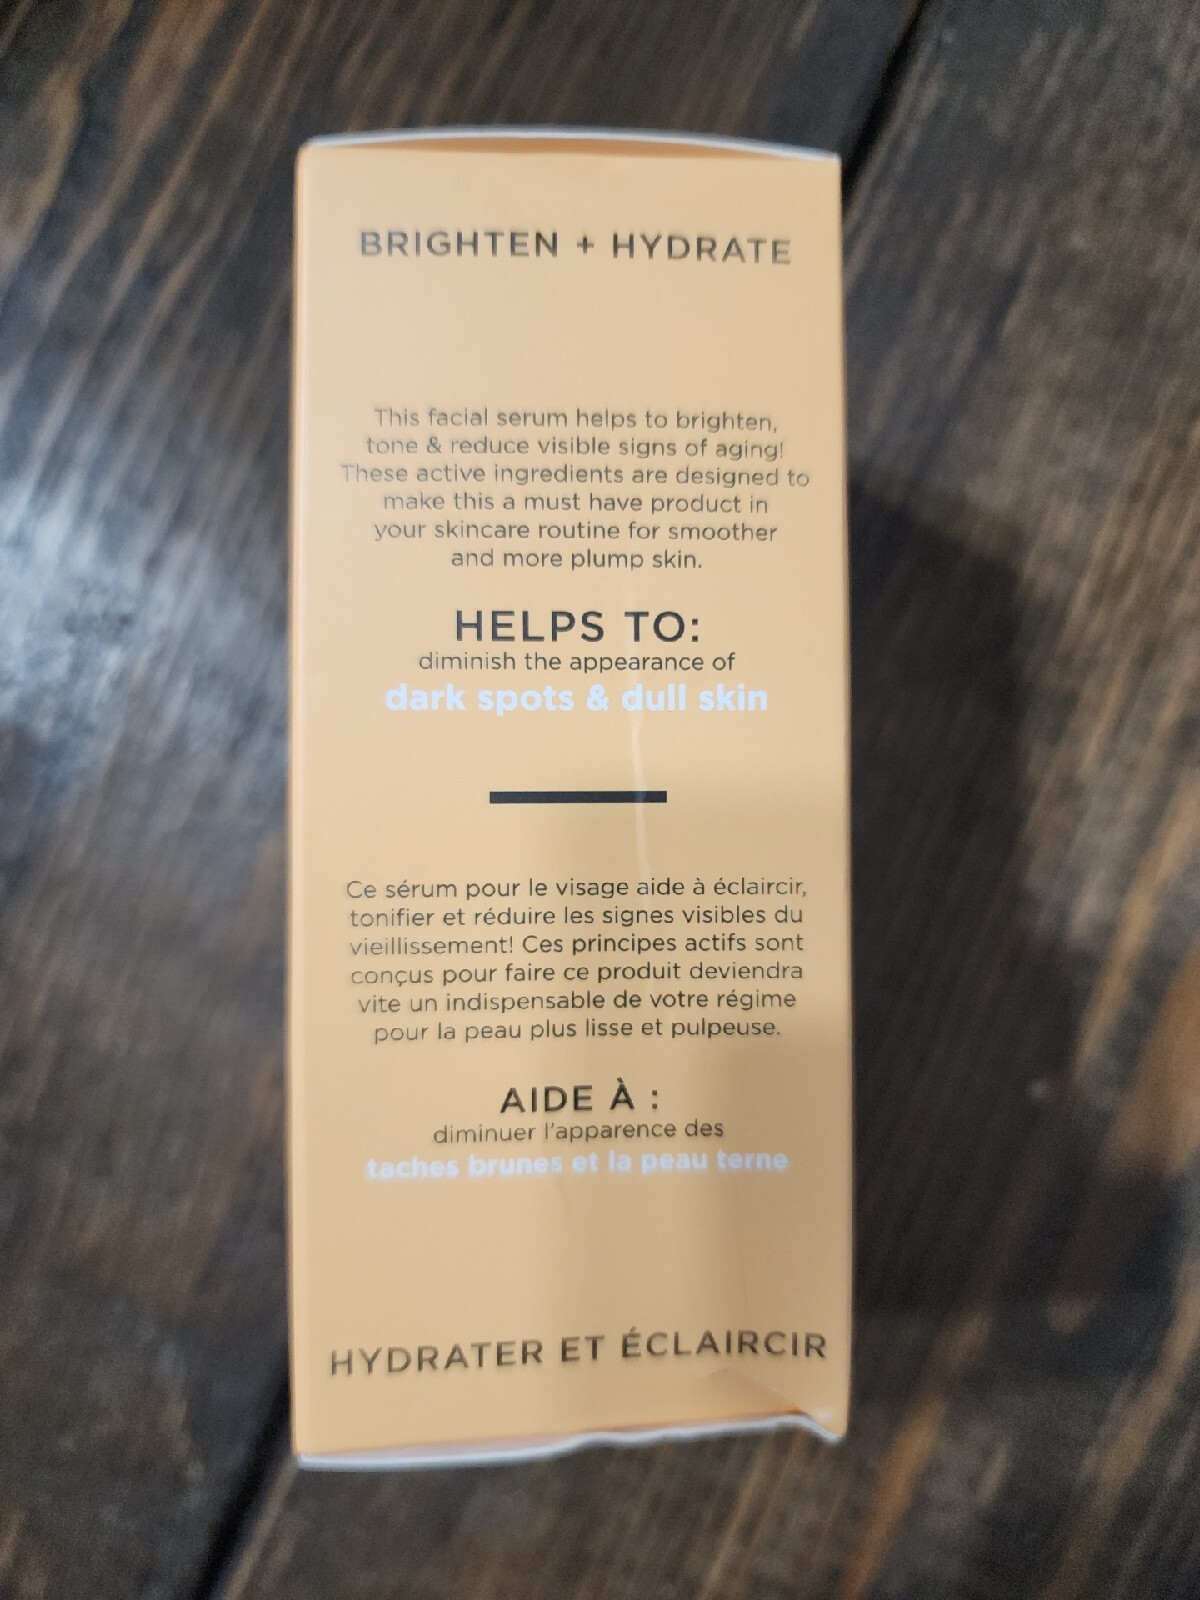 BRIGHTEN + HYDRATE
This facial serum helps to brighten,
tone & reduce visible signs of aging!
These active ingredients are designed to
make this a must have product in
your skincare routine for smoother
and more plump skin.
HELPS TO:
diminish the appearance of
dark spots & dull skin
Ce sérum pour le visage aide à éclaircir,
tonifier et réduire les signes visibles du
vieillissement! Ces principes actifs sont
conçus pour faire ce produit deviendra
vite un indispensable de votre régime
pour la peau plus lisse et pulpeuse.
AIDE À :
diminuer l'apparence des
taches brunes et la peau terne
HYDRATER ET ÉCLAIRCIR